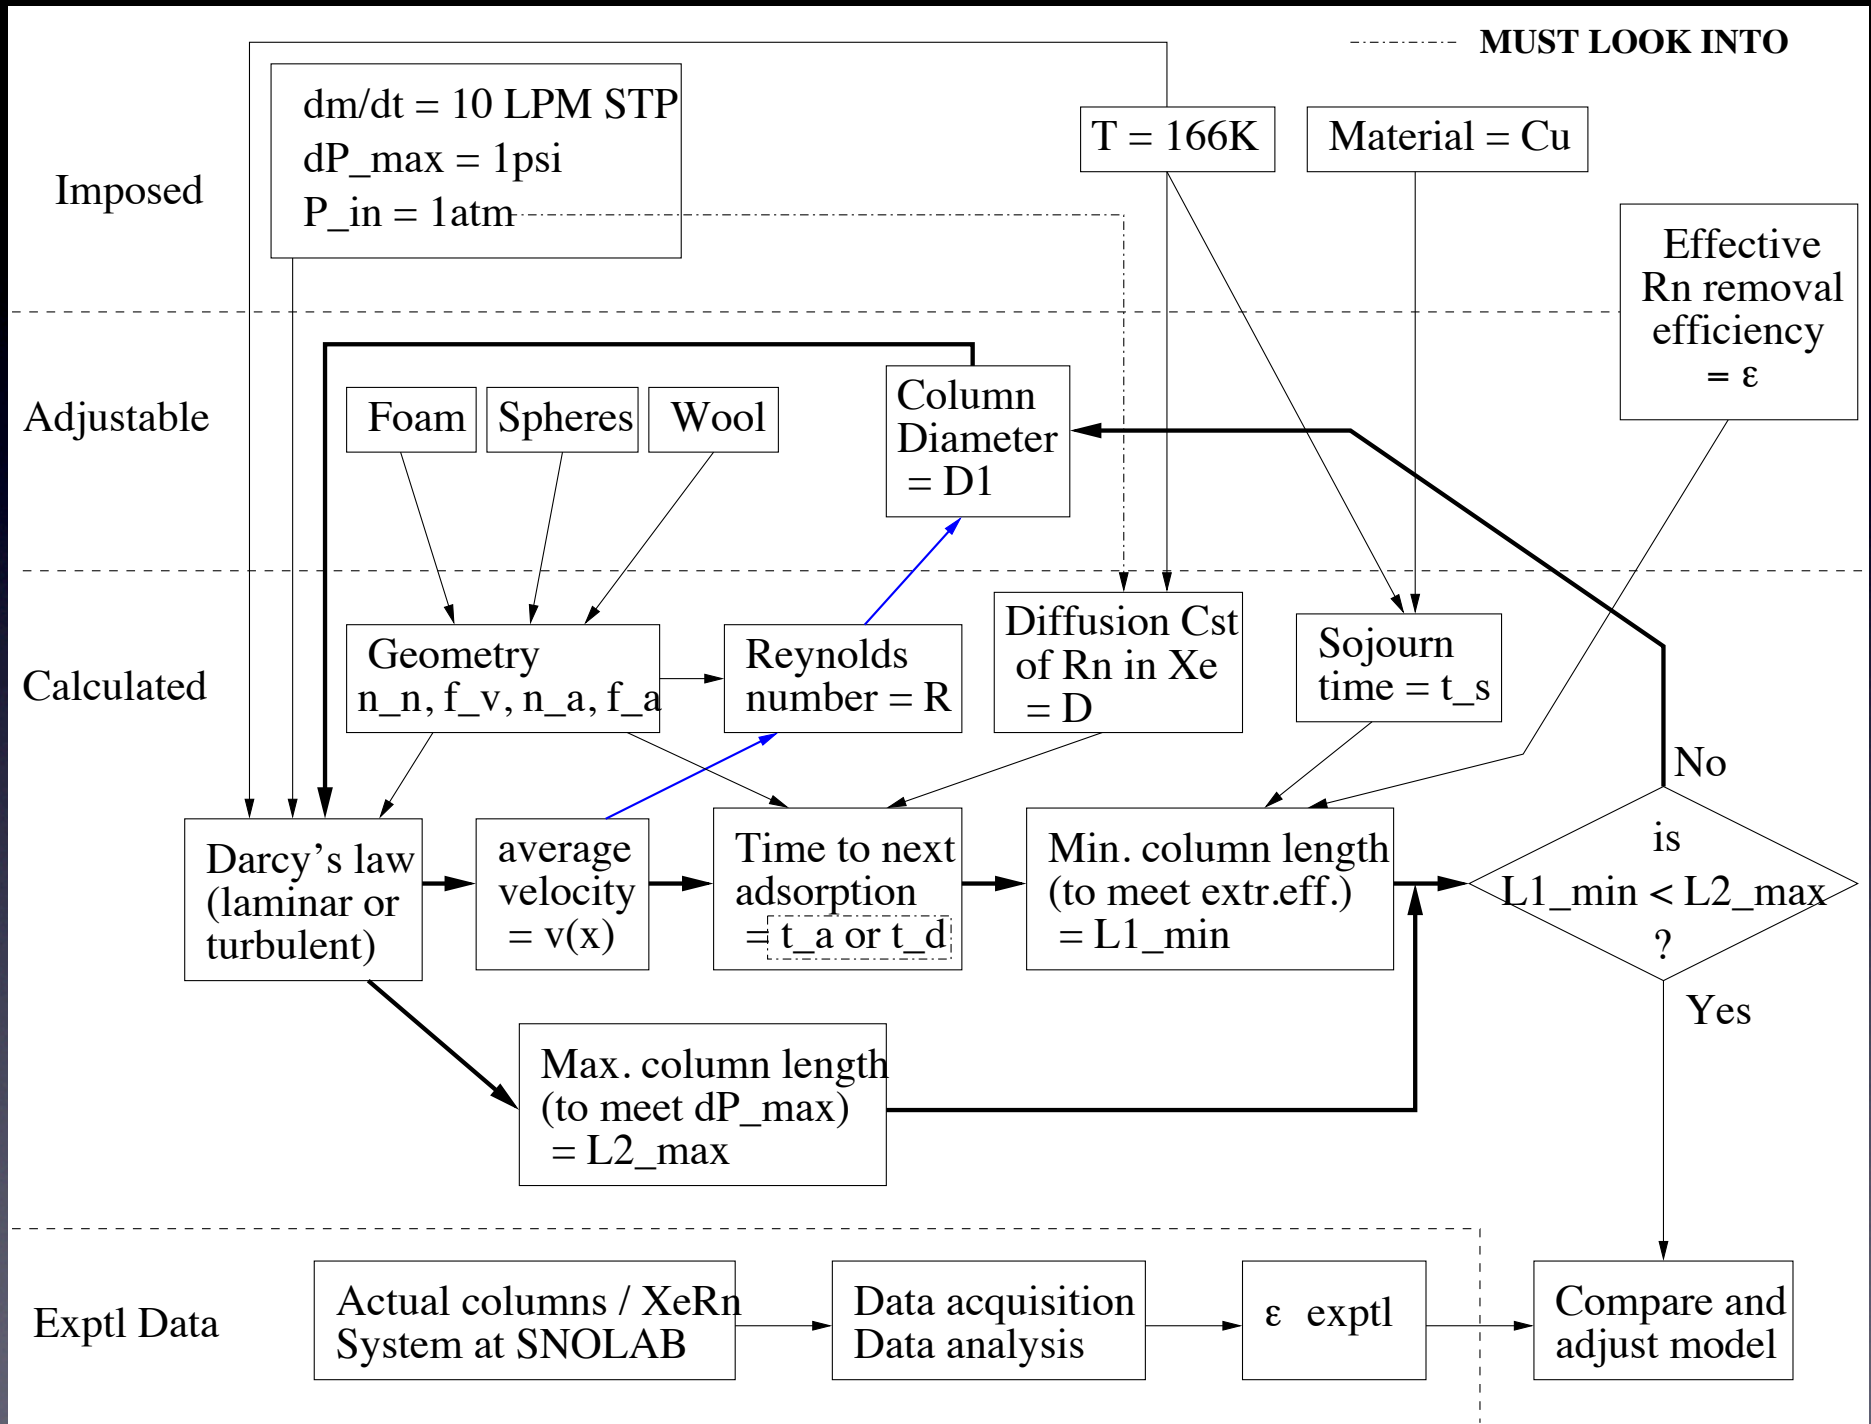 MUST LOOK INTO
Imposed
dm/dt = 10 LPM STP
dP_max = 1psi
P_in = 1atm
T = 166K
Material = Cu
Effective
Rn removal
efficiency
= ε
Adjustable
Foam
Spheres
Wool
Column
Diameter
= D1
Calculated
Geometry
n_n, f_v, n_a, f_a
Reynolds
number = R
Diffusion Cst
of Rn in Xe
= D
Sojourn
time = t_s
Darcy's law
(laminar or
turbulent)
average
velocity
= v(x)
Time to next
adsorption
= t_a or t_d
Min. column length
(to meet extr.eff.)
= L1_min
No
is
L1_min < L2_max
?
Yes
Max. column length
(to meet dP_max)
= L2_max
Exptl Data
Actual columns / XeRn
System at SNOLAB
Data acquisition
Data analysis
ε exptl
Compare and
adjust model